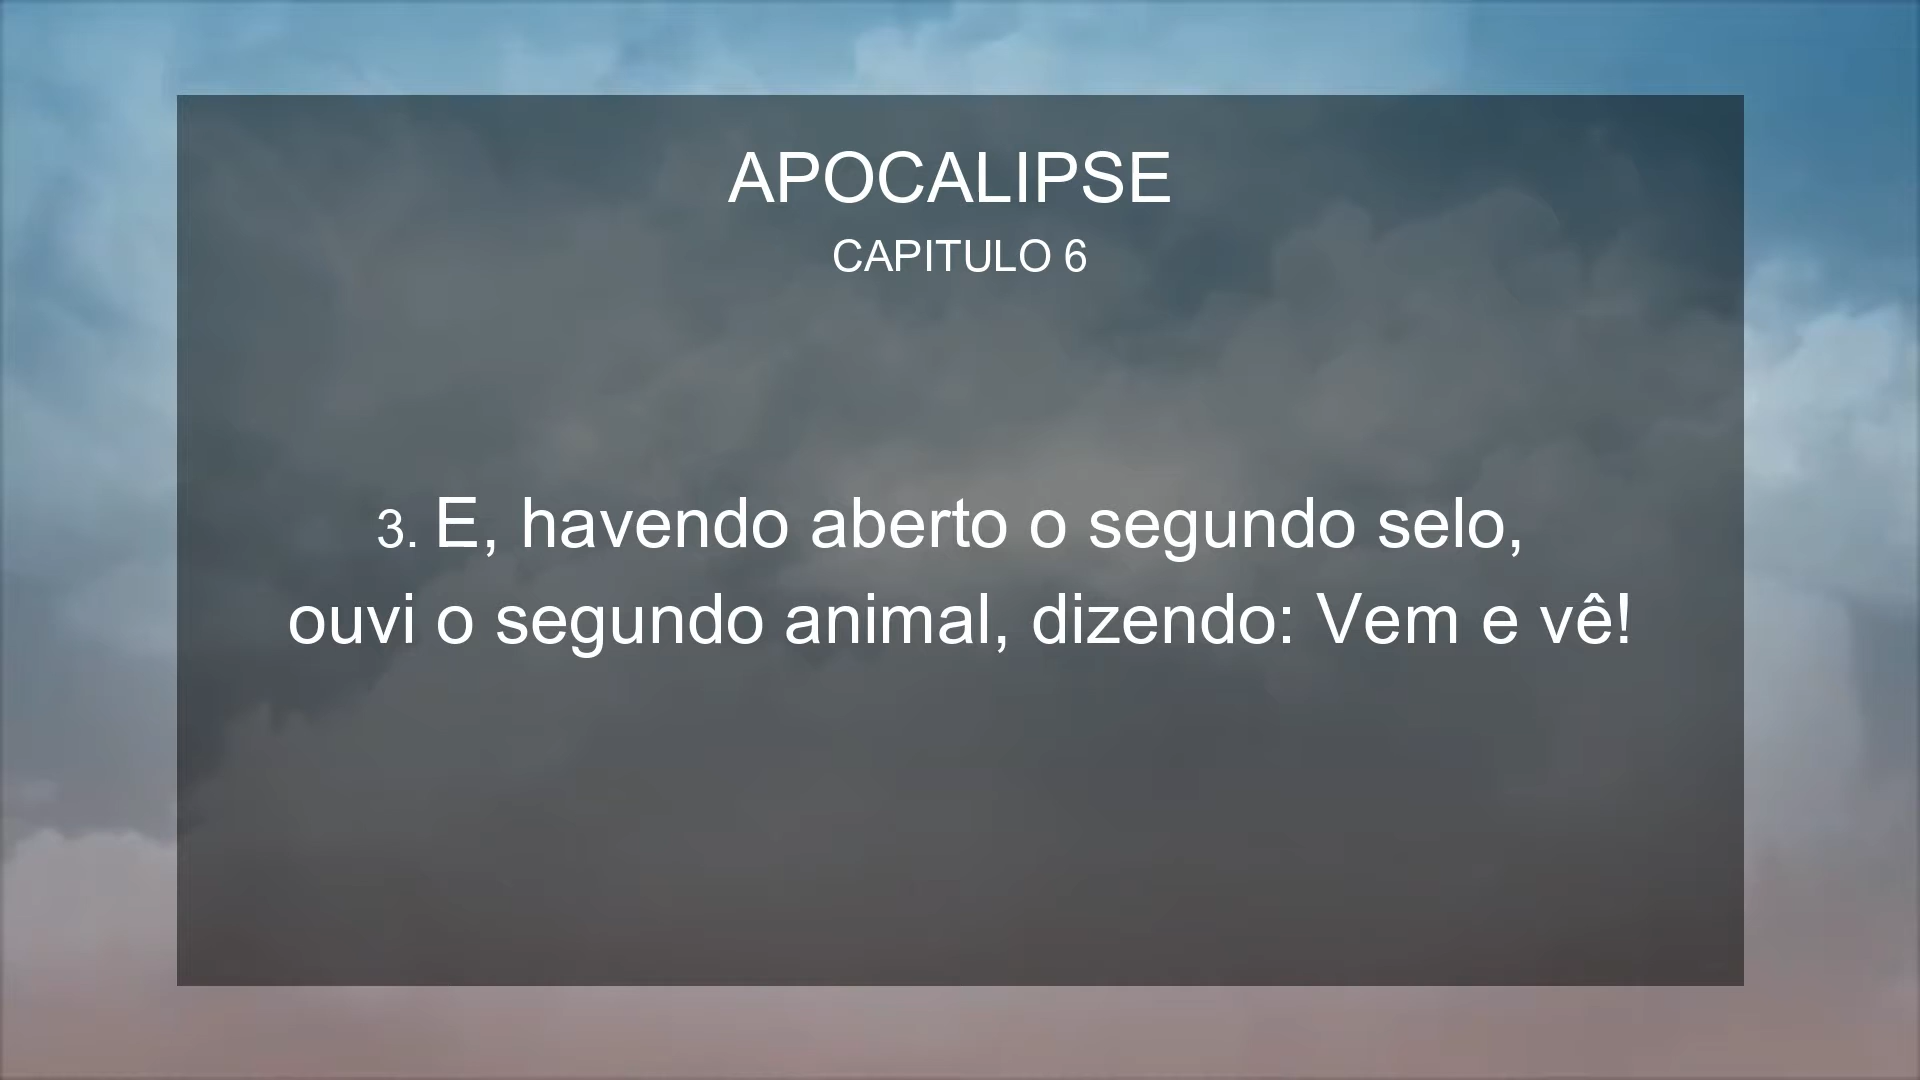 APOCALIPSE
CAPITULO 6
3. E, havendo aberto o segundo selo,
ouvi o segundo animal, dizendo: Vem e vê!